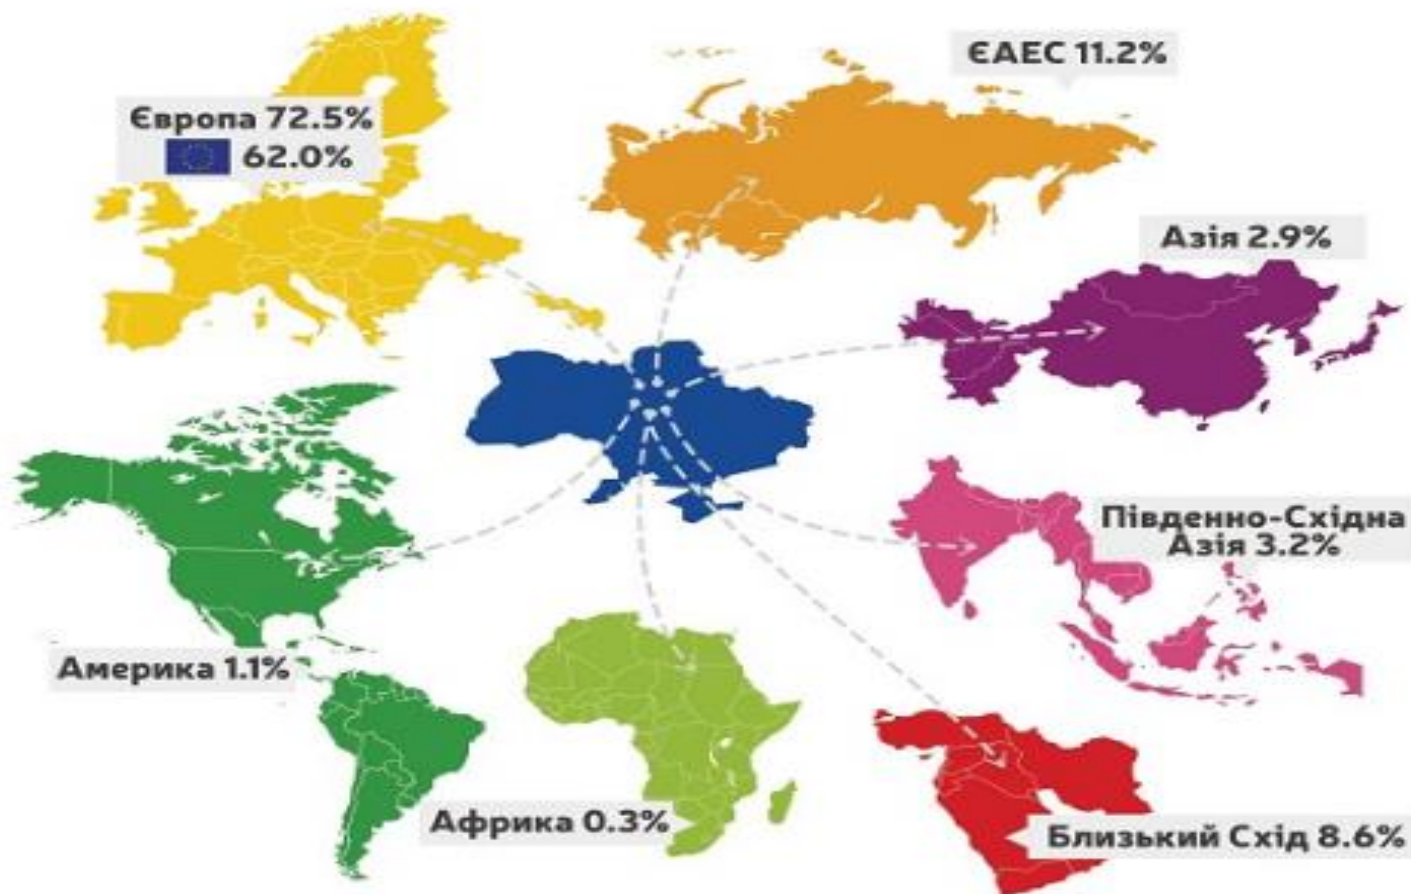 ЄАЕС 11.2%
Європа 72.5%
62.0%
Азія 2.9%
Південно-Східна
Азія 3.2%
Америка 1.1%
Африка 0.3%
Близький Схід 8.6%